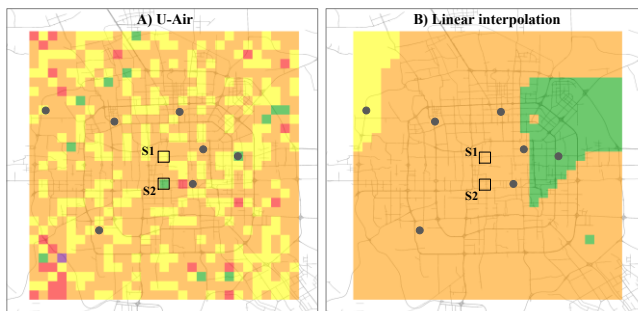 A) U-Air
B) Linear interpolation
S1
S2
S1
S2